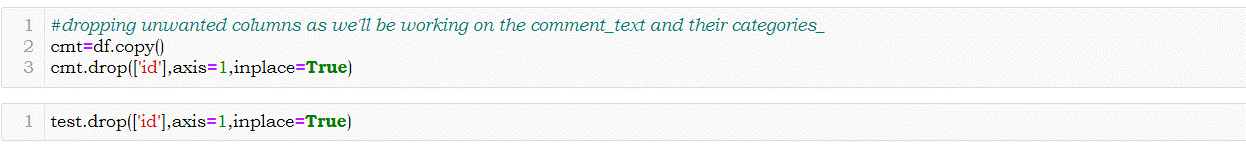 1 #dropping unwanted columns as we'll be working on the comment_text and their categories_
2 cmt=df.copy()
3 cmt.drop(['id'],axis=1,inplace=True)
1 test.drop(['id'],axis=1,inplace=True)